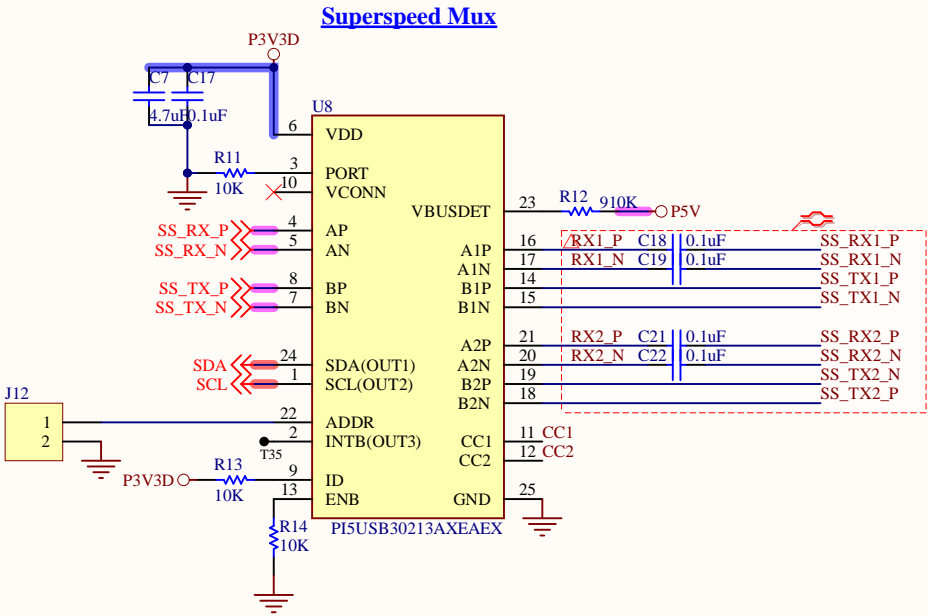 Superspeed Mux
P3V3D
C7 C17
4.7uF 0.1uF
U8
6 VDD
R11
10K
3 PORT
10 VCONN
23 VBUSDET
R12 910K P5V
SS_RX_P 4 AP
SS_RX_N 5 AN
SS_TX_P 8 BP
SS_TX_N 7 BN
A1P 16 RX1_P C18 0.1uF SS_RX1_P
A1N 17 RX1_N C19 0.1uF SS_RX1_N
B1P 14 SS_TX1_P
B1N 15 SS_TX1_N
A2P 21 RX2_P C21 0.1uF SS_RX2_P
A2N 20 RX2_N C22 0.1uF SS_RX2_N
B2P 19 SS_TX2_N
B2N 18 SS_TX2_P
SDA 24 SDA(OUT1)
SCL 1 SCL(OUT2)
J12
1
2
22 ADDR
2 INTB(OUT3)
T35
CC1 11 CC1
CC2 12 CC2
P3V3D R13
10K
9 ID
13 ENB
GND 25
R14
10K
PI5USB30213AXEAEX